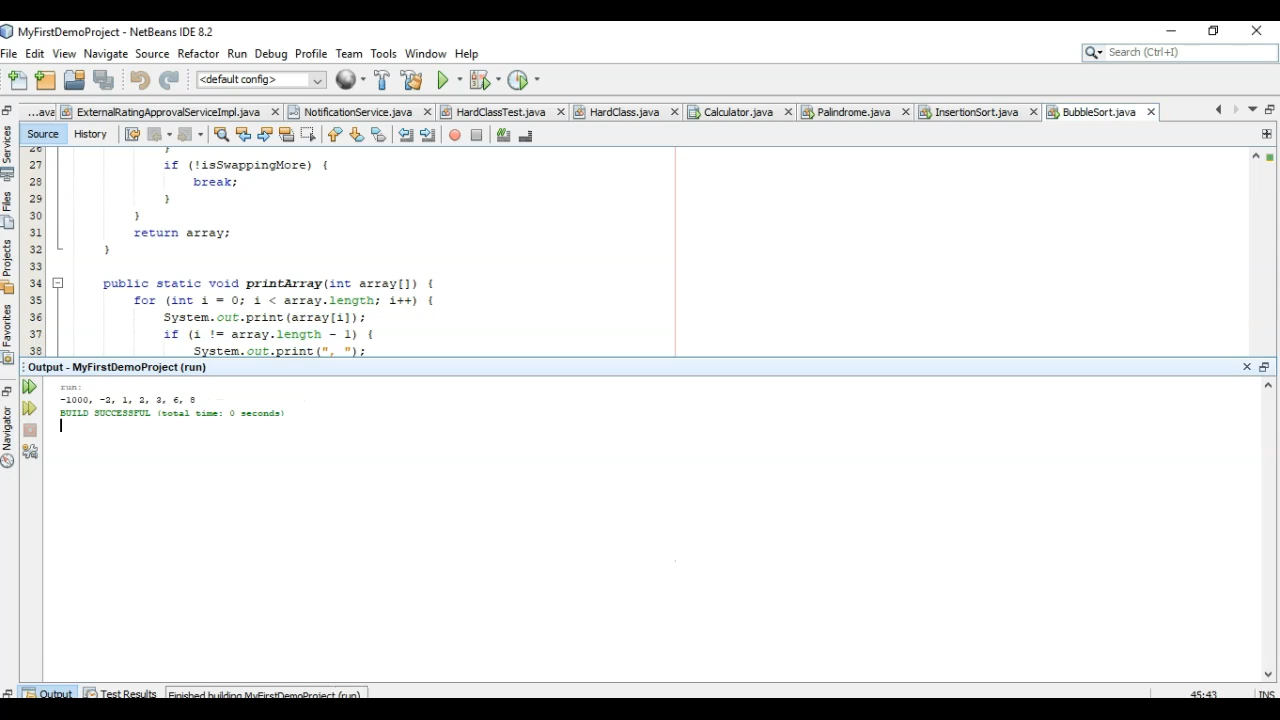 MyFirstDemoProject - NetBeans IDE 8.2
File Edit View Navigate Source Refactor Run Debug Profile Team Tools Window Help
Search (Ctrl+I)
<default config>
...ava ExternalRatingApprovalServiceImpl.java NotificationService.java HardClassTest.java HardClass.java Calculator.java Palindrome.java InsertionSort.java BubbleSort.java
Source History
Services
Files
Projects
Favorites
Navigator
26 }
27 if (!isSwappingMore) {
28 break;
29 }
30 }
31 return array;
32 }
33
34 public static void printArray(int array[]) {
35 for (int i = 0; i < array.length; i++) {
36 System.out.print(array[i]);
37 if (i != array.length - 1) {
38 System.out.print(", ");
Output - MyFirstDemoProject (run)
run:
-1000, -2, 1, 2, 3, 6, 8
BUILD SUCCESSFUL (total time: 0 seconds)
Output Test Results Finished building MyFirstDemoProject (run)
45:43 INS